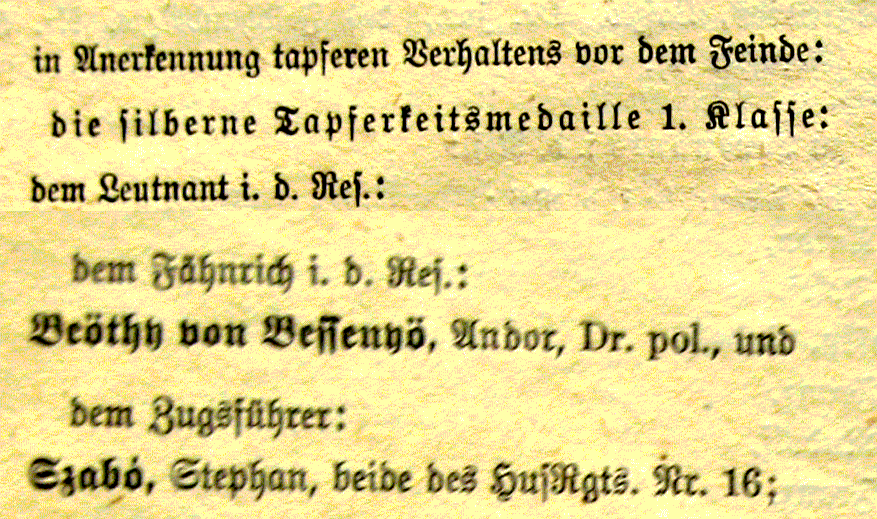 in Anerkennung tapferen Verhaltens vor dem Feinde:
die silberne Tapferkeitsmedaille 1. Klasse:
dem Leutnant i. d. Res.:
dem Fähnrich i. d. Res.:
Beöthy von Bessenyö, Andor, Dr. pol., und
dem Zugsführer:
Szabó, Stephan, beide des HusRgts. Nr. 16;